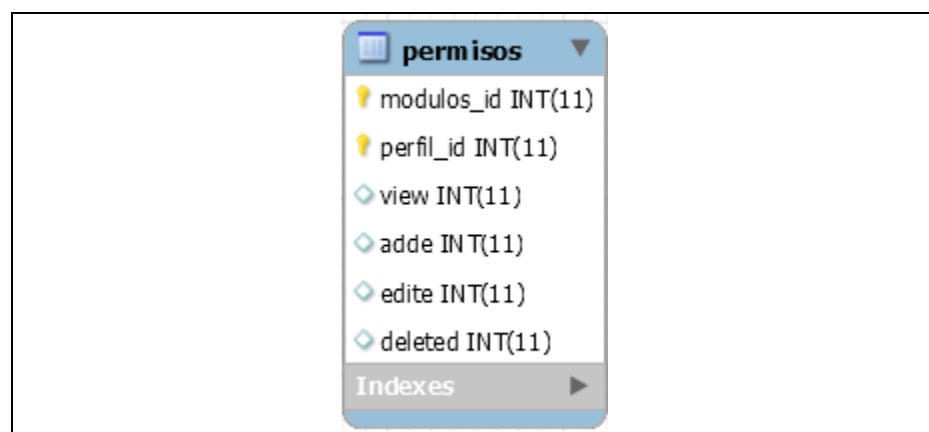 permisos
modulos_id INT(11)
perfil_id INT(11)
view INT(11)
adde INT(11)
edite INT(11)
deleted INT(11)
Indexes